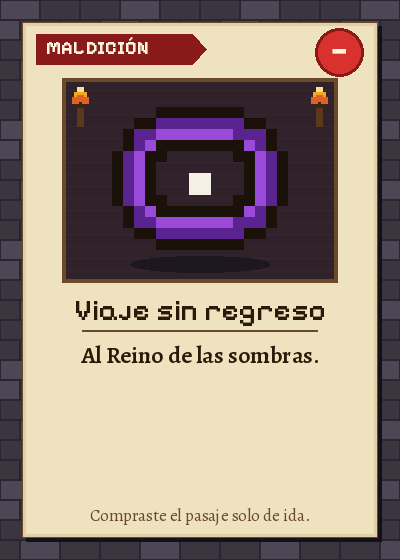 MALDICIÓN
-
Viaje sin regreso
Al Reino de las sombras.
Compraste el pasaje solo de ida.